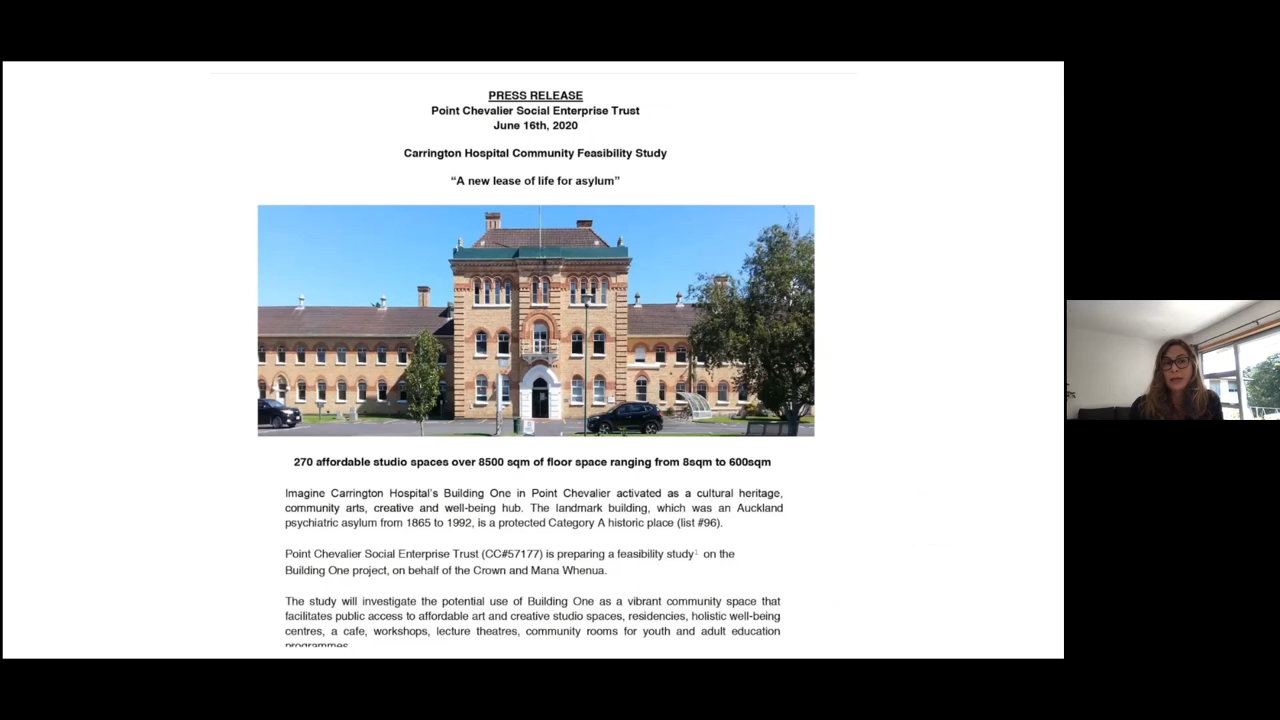 PRESS RELEASE
Point Chevalier Social Enterprise Trust
June 16th, 2020
Carrington Hospital Community Feasibility Study
“A new lease of life for asylum”
270 affordable studio spaces over 8500 sqm of floor space ranging from 8sqm to 600sqm
Imagine Carrington Hospital's Building One in Point Chevalier activated as a cultural heritage,
community arts, creative and well-being hub. The landmark building, which was an Auckland
psychiatric asylum from 1865 to 1992, is a protected Category A historic place (list #96).
Point Chevalier Social Enterprise Trust (CC#57177) is preparing a feasibility study¹ on the
Building One project, on behalf of the Crown and Mana Whenua.
The study will investigate the potential use of Building One as a vibrant community space that
facilitates public access to affordable art and creative studio spaces, residencies, holistic well-being
centres, a cafe, workshops, lecture theatres, community rooms for youth and adult education
programmes